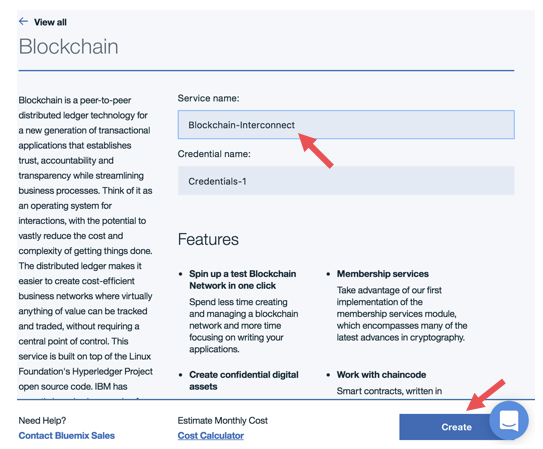 View all
Blockchain
Blockchain is a peer-to-peer
distributed ledger technology for
a new generation of transactional
applications that establishes
trust, accountability and
transparency while streamlining
business processes. Think of it as
an operating system for
interactions, with the potential to
vastly reduce the cost and
complexity of getting things done.
The distributed ledger makes it
easier to create cost-efficient
business networks where virtually
anything of value can be tracked
and traded, without requiring a
central point of control. This
service is built on top of the Linux
Foundation's Hyperledger Project
open source code. IBM has
Service name:
Blockchain-Interconnect
Credential name:
Credentials-1
Features
Spin up a test Blockchain
Network in one click
Spend less time creating
and managing a blockchain
network and more time
focusing on writing your
applications.
Create confidential digital
assets
Membership services
Take advantage of our first
implementation of the
membership services module,
which encompasses many of the
latest advances in cryptography.
Work with chaincode
Smart contracts, written in
Need Help?
Contact Bluemix Sales
Estimate Monthly Cost
Cost Calculator
Create